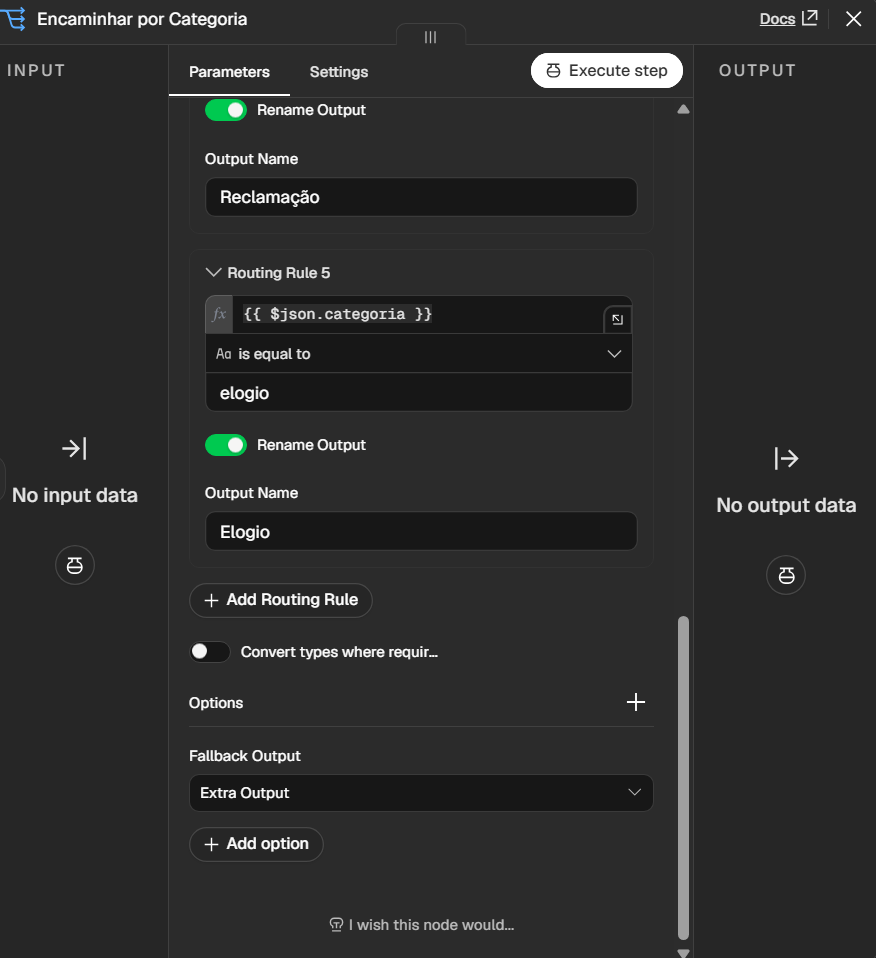 Encaminhar por Categoria
Docs
INPUT
Parameters
Settings
Execute step
OUTPUT
Rename Output
Output Name
Reclamação
Routing Rule 5
fx {{ $json.categoria }}
Aa is equal to
elogio
Rename Output
No input data
Output Name
No output data
Elogio
Add Routing Rule
Convert types where requir...
Options
Fallback Output
Extra Output
Add option
I wish this node would...